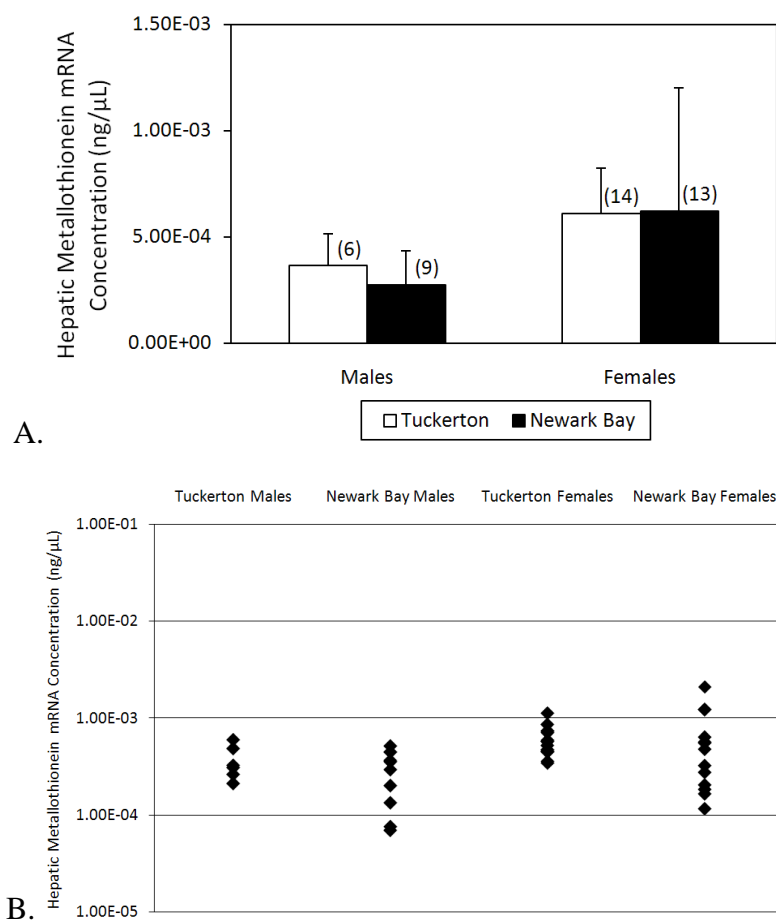 Hepatic Metallothionein mRNA
Concentration (ng/µL)
1.50E-03
1.00E-03
5.00E-04
0.00E+00
(6)
(9)
(14)
(13)
Males
Females
Tuckerton
Newark Bay
A.
Tuckerton Males
Newark Bay Males
Tuckerton Females
Newark Bay Females
Hepatic Metallothionein mRNA Concentration (ng/µL)
1.00E-01
1.00E-02
1.00E-03
1.00E-04
1.00E-05
B.